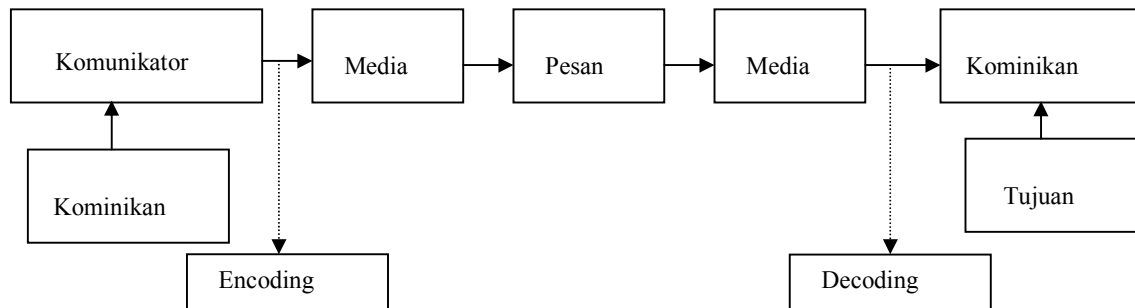 Komunikator
Media
Pesan
Media
Kominikan
Kominikan
Tujuan
Encoding
Decoding